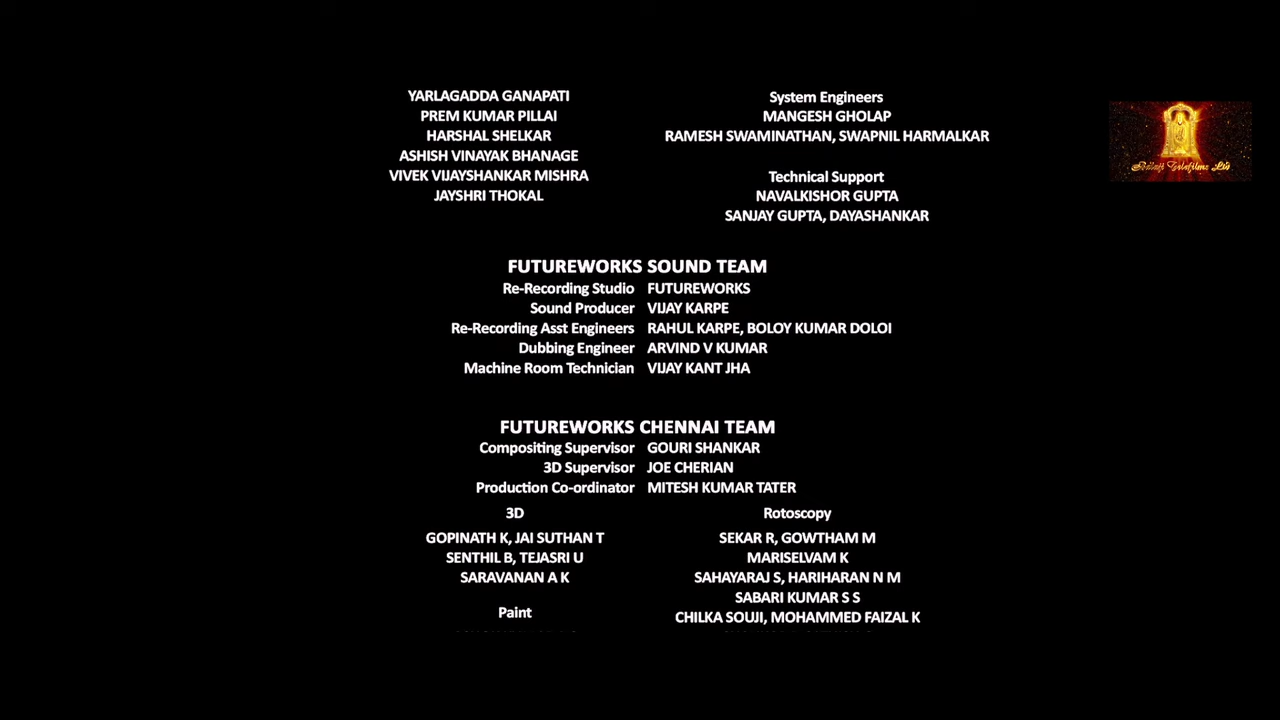 YARLAGADDA GANAPATI
PREM KUMAR PILLAI
HARSHAL SHELKAR
ASHISH VINAYAK BHANAGE
VIVEK VIJAYSHANKAR MISHRA
JAYSHRI THOKAL
System Engineers
MANGESH GHOLAP
RAMESH SWAMINATHAN, SWAPNIL HARMALKAR
Technical Support
NAVALKISHOR GUPTA
SANJAY GUPTA, DAYASHANKAR
Balaji Telefilms Ltd
FUTUREWORKS SOUND TEAM
Re-Recording Studio FUTUREWORKS
Sound Producer VIJAY KARPE
Re-Recording Asst Engineers RAHUL KARPE, BOLOY KUMAR DOLOI
Dubbing Engineer ARVIND V KUMAR
Machine Room Technician VIJAY KANT JHA
FUTUREWORKS CHENNAI TEAM
Compositing Supervisor GOURI SHANKAR
3D Supervisor JOE CHERIAN
Production Co-ordinator MITESH KUMAR TATER
3D
GOPINATH K, JAI SUTHAN T
SENTHIL B, TEJASRI U
SARAVANAN A K
Paint
Rotoscopy
SEKAR R, GOWTHAM M
MARISELVAM K
SAHAYARAJ S, HARIHARAN N M
SABARI KUMAR S S
CHILKA SOUJI, MOHAMMED FAIZAL K